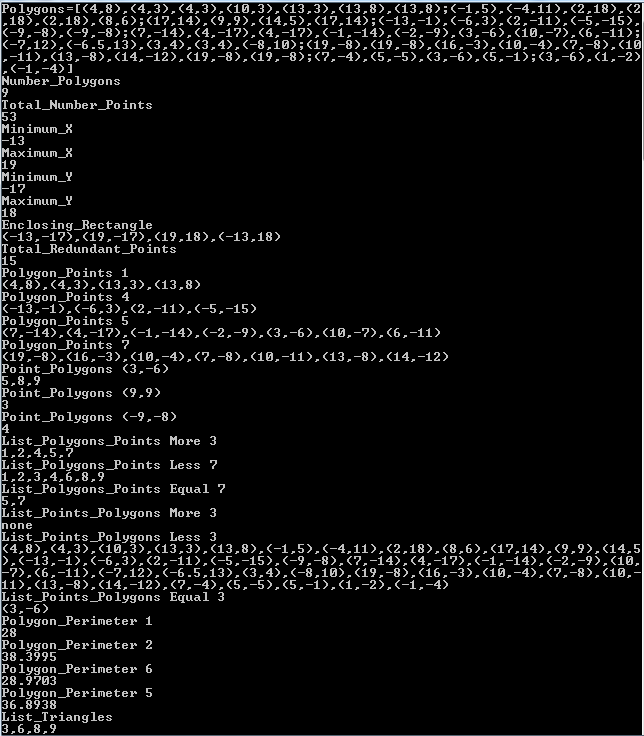 Polygons=[(4,8),(4,3),(4,3),(10,3),(13,3),(13,8),(13,8);(-1,5),(-4,11),(2,18),(2
,18),(2,18),(8,6);(17,14),(9,9),(14,5),(17,14);(-13,-1),(-6,3),(2,-11),(-5,-15),
(-9,-8),(-9,-8);(7,-14),(4,-17),(4,-17),(-1,-14),(-2,-9),(3,-6),(10,-7),(6,-11);
(-7,12),(-6.5,13),(3,4),(3,4),(-8,10);(19,-8),(19,-8),(16,-3),(10,-4),(7,-8),(10
,-11),(13,-8),(14,-12),(19,-8),(19,-8);(7,-4),(5,-5),(3,-6),(5,-1);(3,-6),(1,-2)
,(-1,-4)]
Number_Polygons
9
Total_Number_Points
53
Minimum_X
-13
Maximum_X
19
Minimum_Y
-17
Maximum_Y
18
Enclosing_Rectangle
(-13,-17),(19,-17),(19,18),(-13,18)
Total_Redundant_Points
15
Polygon_Points 1
(4,8),(4,3),(13,3),(13,8)
Polygon_Points 4
(-13,-1),(-6,3),(2,-11),(-5,-15)
Polygon_Points 5
(7,-14),(4,-17),(-1,-14),(-2,-9),(3,-6),(10,-7),(6,-11)
Polygon_Points 7
(19,-8),(16,-3),(10,-4),(7,-8),(10,-11),(13,-8),(14,-12)
Point_Polygons (3,-6)
5,8,9
Point_Polygons (9,9)
3
Point_Polygons (-9,-8)
4
List_Polygons_Points More 3
1,2,4,5,7
List_Polygons_Points Less 7
1,2,3,4,6,8,9
List_Polygons_Points Equal 7
5,7
List_Points_Polygons More 3
none
List_Points_Polygons Less 3
(4,8),(4,3),(10,3),(13,3),(13,8),(-1,5),(-4,11),(2,18),(8,6),(17,14),(9,9),(14,5
),(-13,-1),(-6,3),(2,-11),(-5,-15),(-9,-8),(7,-14),(4,-17),(-1,-14),(-2,-9),(10,
-7),(6,-11),(-7,12),(-6.5,13),(3,4),(-8,10),(19,-8),(16,-3),(10,-4),(7,-8),(10,-
11),(13,-8),(14,-12),(7,-4),(5,-5),(5,-1),(1,-2),(-1,-4)
List_Points_Polygons Equal 3
(3,-6)
Polygon_Perimeter 1
28
Polygon_Perimeter 2
38.3995
Polygon_Perimeter 6
28.9703
Polygon_Perimeter 5
36.8938
List_Triangles
3,6,8,9